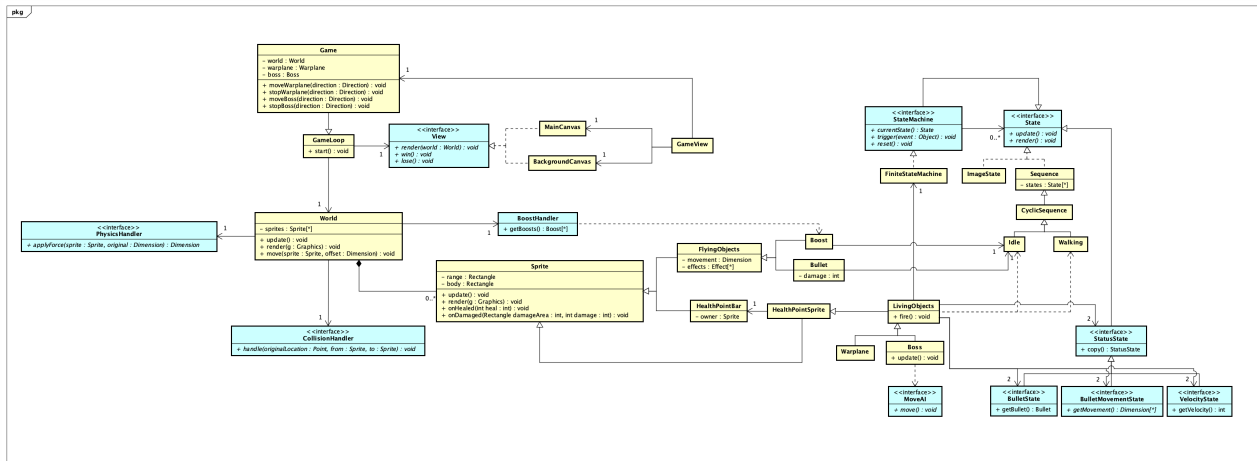 pkg
Game
– world : World
– warplane : Warplane
– boss : Boss
+ moveWarplane(direction : Direction) : void
+ stopWarplane(direction : Direction) : void
+ moveBoss(direction : Direction) : void
+ stopBoss(direction : Direction) : void
1
GameLoop
+ start() : void
1
1
<<interface>>
View
+ render(world : World) : void
+ win() : void
+ lose() : void
MainCanvas
1
BackgroundCanvas
1
GameView
<<interface>>
StateMachine
+ currentState() : State
+ trigger(event : Object) : void
+ reset() : void
0..*
<<interface>>
State
+ update() : void
+ render() : void
FiniteStateMachine
1
ImageState
Sequence
– states : State[*]
CyclicSequence
Idle
1
1
Walking
<<interface>>
PhysicsHandler
+ applyForce(sprite : Sprite, original : Dimension) : Dimension
1
World
– sprites : Sprite[*]
+ update() : void
+ render(g : Graphics) : void
+ move(sprite : Sprite, offset : Dimension) : void
1
BoostHandler
+ getBoosts() : Boost[*]
1
<<interface>>
CollisionHandler
+ handle(originalLocation : Point, from : Sprite, to : Sprite) : void
Sprite
– range : Rectangle
– body : Rectangle
+ update() : void
+ render(g : Graphics) : void
+ onHealed(int heal : int) : void
+ onDamaged(Rectangle damageArea : int, int damage : int) : void
0..*
FlyingObjects
– movement : Dimension
– effects : Effect[*]
Boost
Bullet
– damage : int
HealthPointBar
– owner : Sprite
1
HealthPointSprite
LivingObjects
+ fire() : void
Warplane
Boss
+ update() : void
<<interface>>
MoveAI
+ move() : void
2
<<interface>>
StatusState
+ copy() : StatusState
2
<<interface>>
BulletState
+ getBullet() : Bullet
2
<<interface>>
BulletMovementState
+ getMovement() : Dimension[*]
2
<<interface>>
VelocityState
+ getVelocity() : int